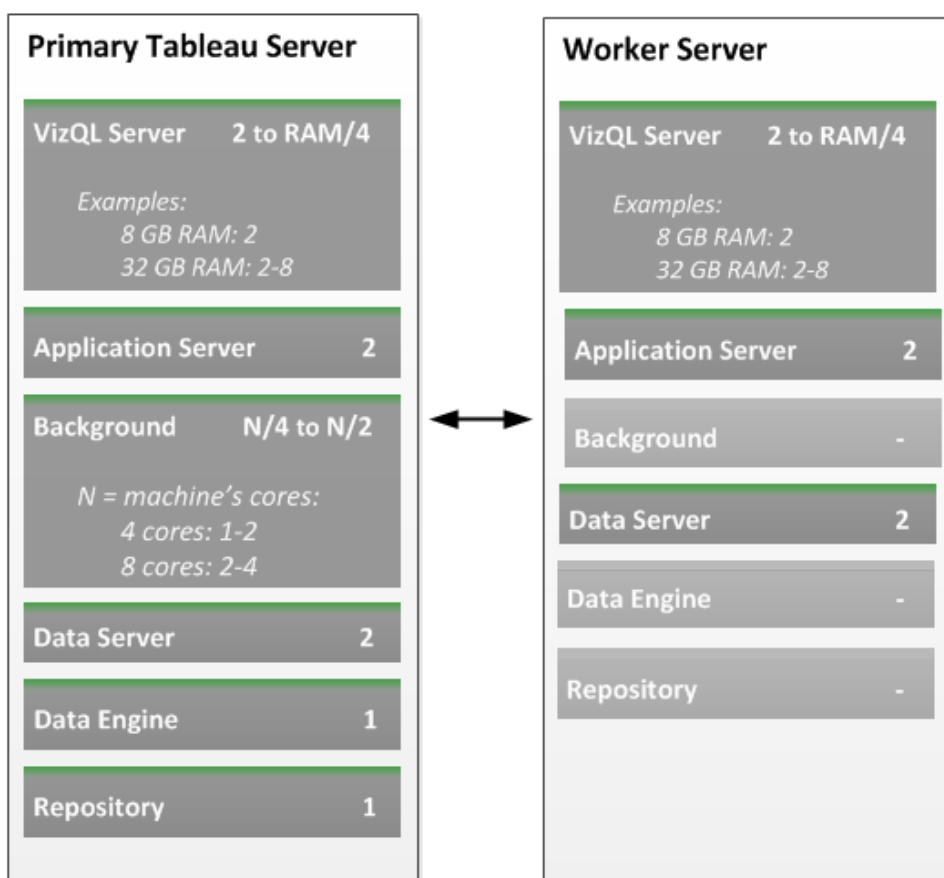 Primary Tableau Server
VizQL Server 2 to RAM/4
Examples:
8 GB RAM: 2
32 GB RAM: 2-8
Application Server 2
Background N/4 to N/2
N = machine's cores:
4 cores: 1-2
8 cores: 2-4
Data Server 2
Data Engine 1
Repository 1
Worker Server
VizQL Server 2 to RAM/4
Examples:
8 GB RAM: 2
32 GB RAM: 2-8
Application Server 2
Background -
Data Server 2
Data Engine -
Repository -